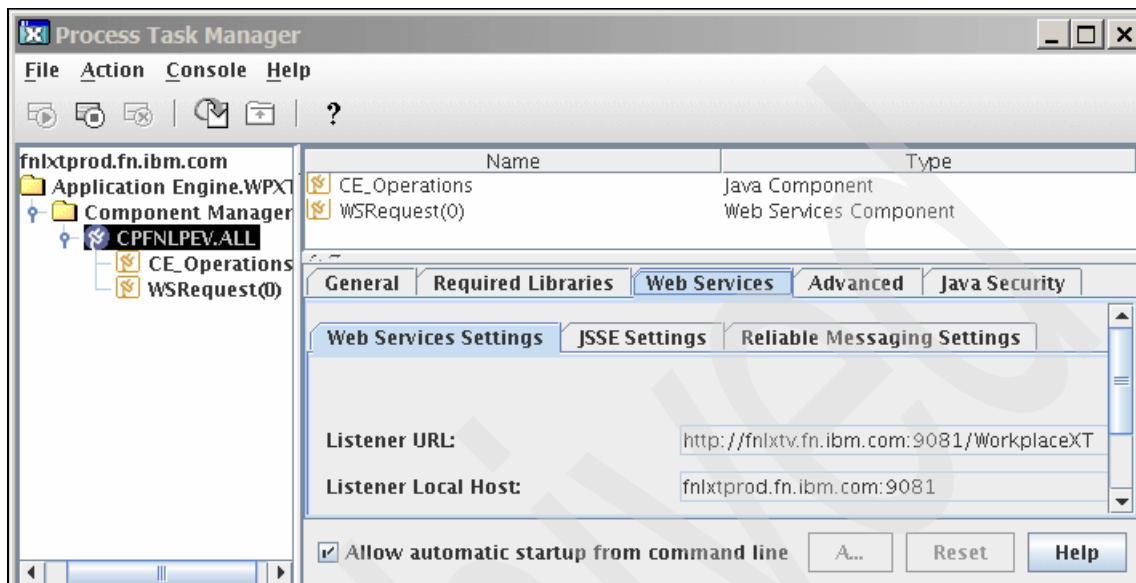 Process Task Manager
File Action Console Help
?
fnlxtprod.fn.ibm.com
Application Engine.WPXT
Component Manager
CPFNLPEV.ALL
CE_Operations
WSRequest(0)
Name Type
CE_Operations Java Component
WSRequest(0) Web Services Component
General Required Libraries Web Services Advanced Java Security
Web Services Settings JSSE Settings Reliable Messaging Settings
Listener URL: http://fnlxtv.fn.ibm.com:9081/WorkplaceXT
Listener Local Host: fnlxtprod.fn.ibm.com:9081
Allow automatic startup from command line A... Reset Help